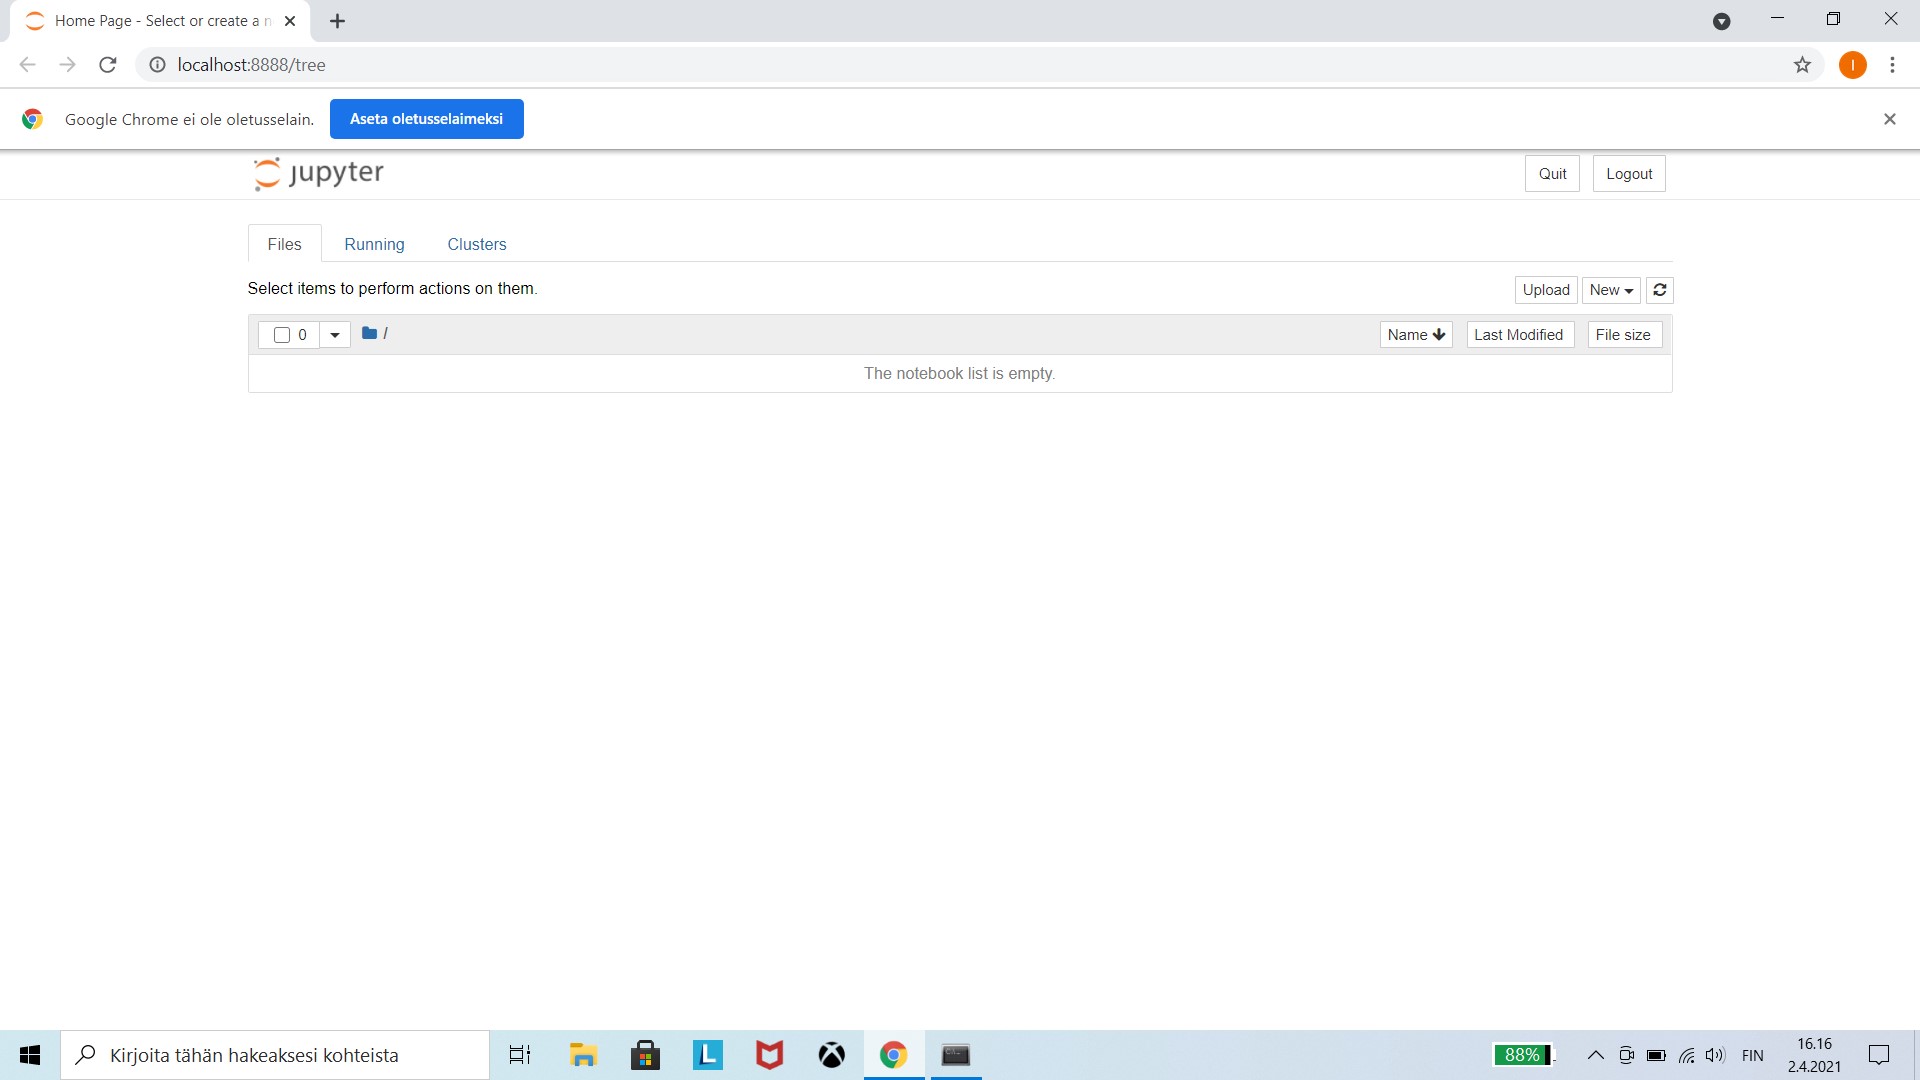 Home Page - Select or create a n
localhost:8888/tree
I
Google Chrome ei ole oletusselain.
Aseta oletusselaimeksi
jupyter
Quit
Logout
Files
Running
Clusters
Select items to perform actions on them.
Upload
New
0
/
Name
Last Modified
File size
The notebook list is empty.
Kirjoita tähän hakeaksesi kohteista
L
88%
FIN
16.16
2.4.2021